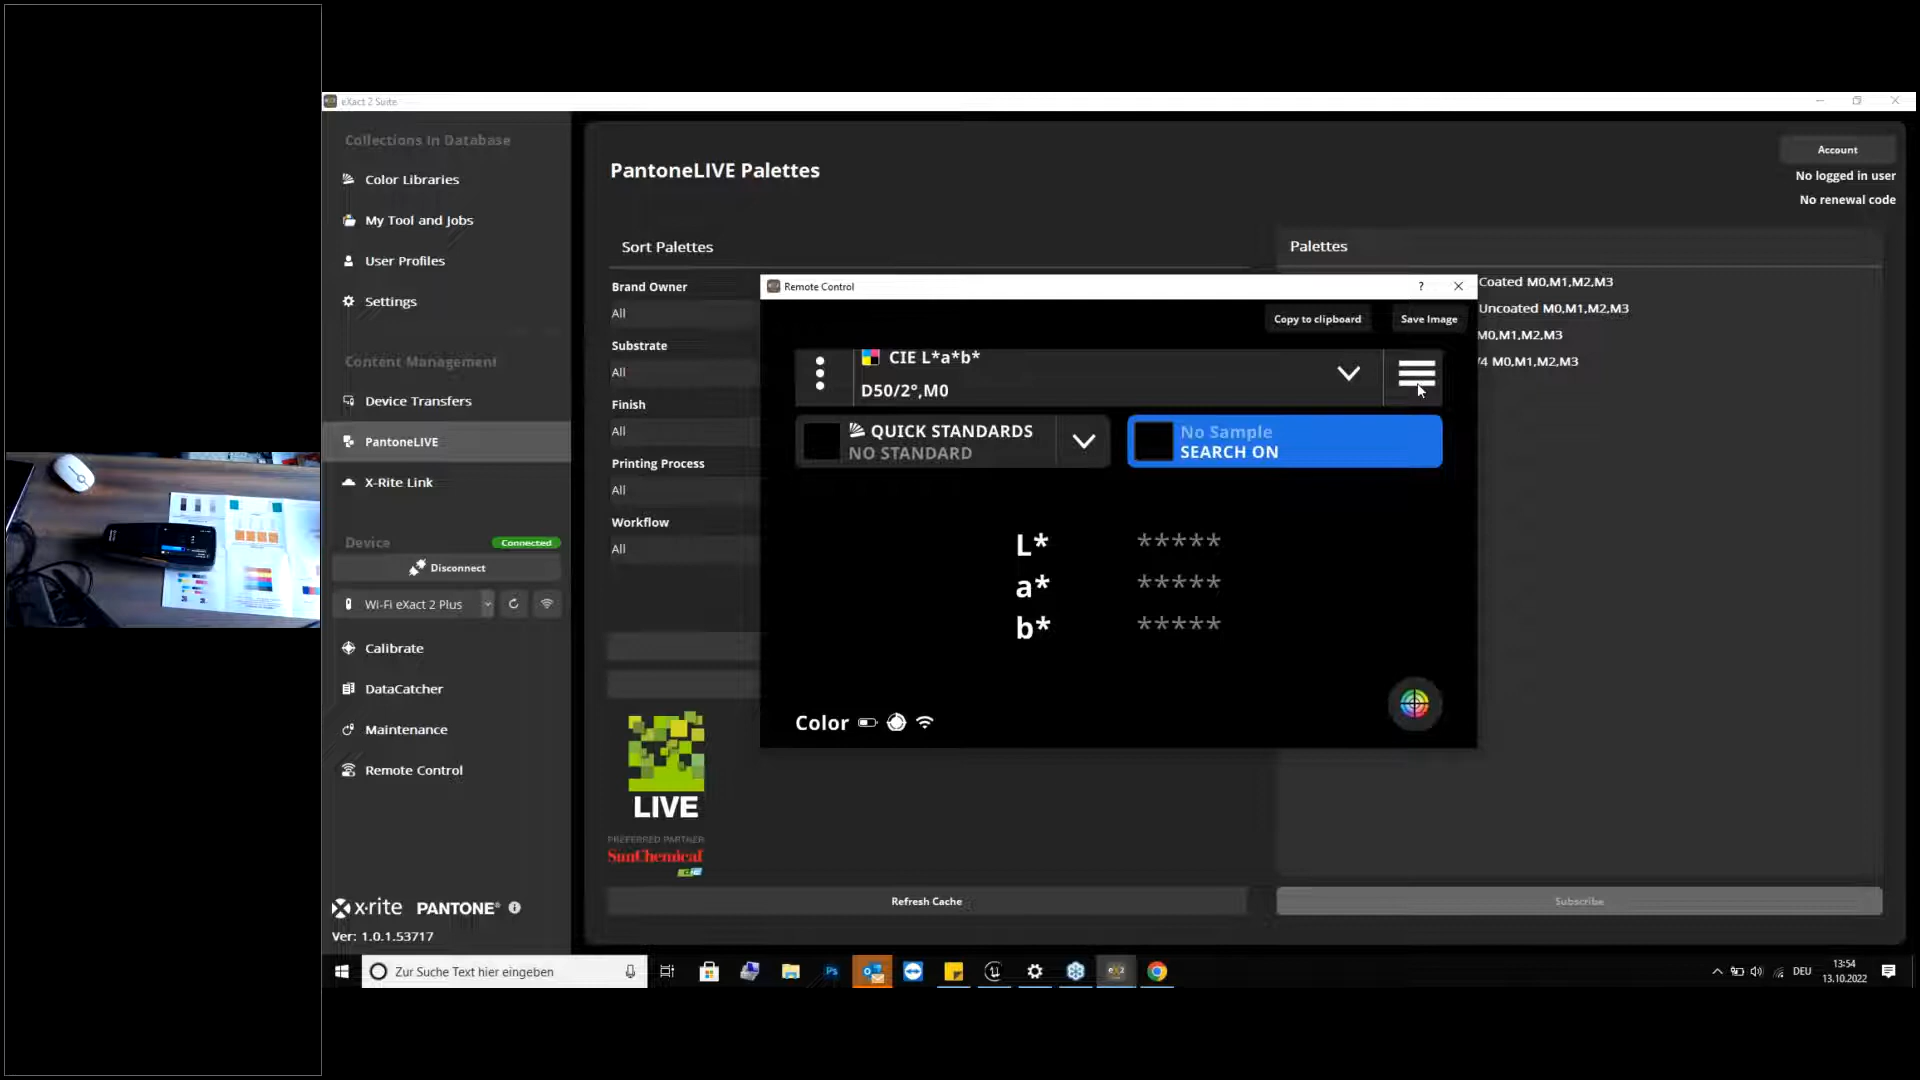 eXact 2 Suite
Collections In Database
Color Libraries
My Tool and Jobs
User Profiles
Settings
Content Management
Device Transfers
PantoneLIVE
X-Rite Link
Device
Connected
Disconnect
Wi-Fi eXact 2 Plus
Calibrate
DataCatcher
Maintenance
Remote Control
x·rite PANTONE®
Ver: 1.0.1.53717
PantoneLIVE Palettes
Account
No logged in user
No renewal code
Sort Palettes
Brand Owner
All
Substrate
All
Finish
All
Printing Process
All
Workflow
All
LIVE
PREFERRED PARTNER
SunChemical
Refresh Cache
Palettes
Coated M0,M1,M2,M3
Uncoated M0,M1,M2,M3
M0,M1,M2,M3
M0,M1,M2,M3
Subscribe
Remote Control
?
Copy to clipboard
Save Image
CIE L*a*b*
D50/2°,M0
QUICK STANDARDS
NO STANDARD
No Sample
SEARCH ON
L* *****
a* *****
b* *****
Color
Zur Suche Text hier eingeben
Ps
DEU
13:54
13.10.2022